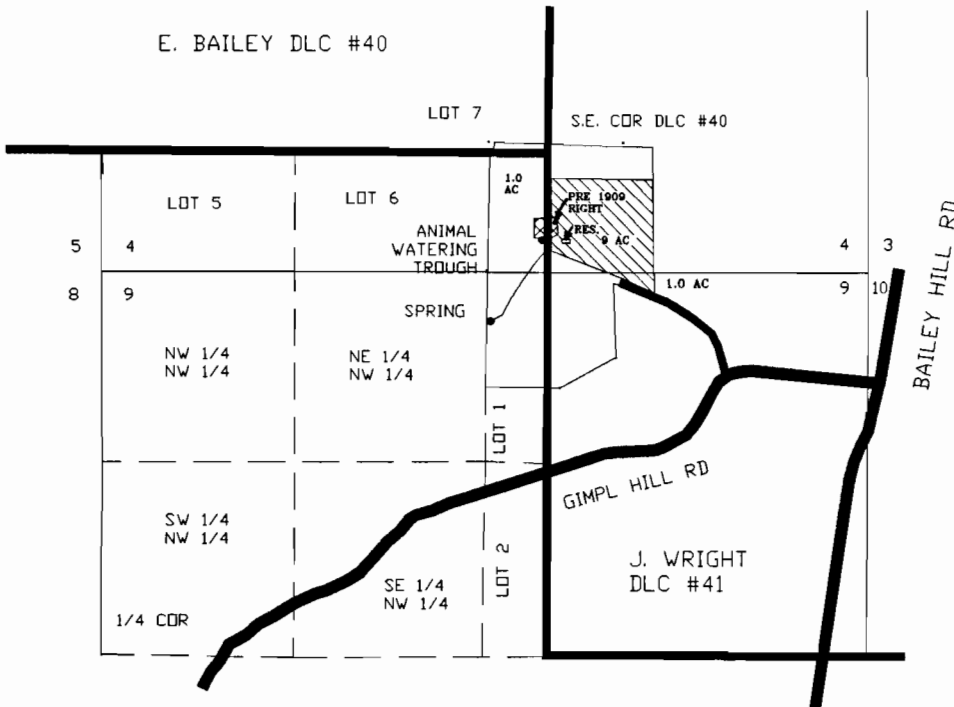 E. BAILEY DLC #40
LOT 7
S.E. COR DLC #40
1.0
AC
PRE 1909
RIGHT
RES.
9 AC
LOT 5
LOT 6
ANIMAL
WATERING
TROUGH
5
4
4
3
8
9
9
10
1.0 AC
SPRING
BAILEY HILL RD
NW 1/4
NW 1/4
NE 1/4
NW 1/4
LOT 1
GIMPL HILL RD
SW 1/4
NW 1/4
SE 1/4
NW 1/4
LOT 2
J. WRIGHT
DLC #41
1/4 COR